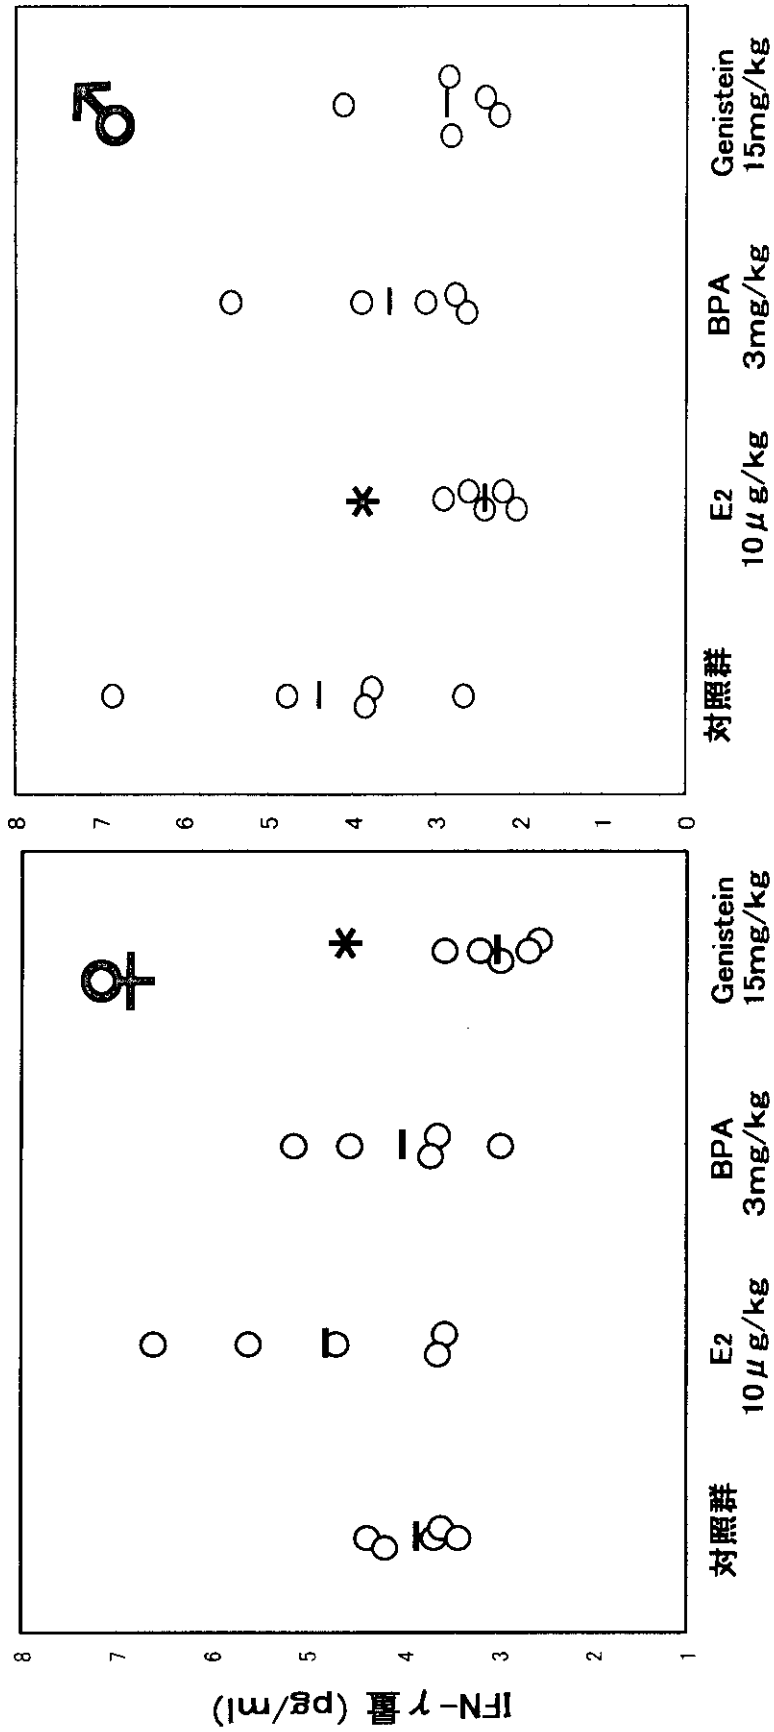 IFN-γ量 (pg/ml)
8
7
6
5
4
3
2
1
♀
*
対照群
E2
10μg/kg
BPA
3mg/kg
Genistein
15mg/kg
8
7
6
5
4
3
2
1
0
♂
*
対照群
E2
10μg/kg
BPA
3mg/kg
Genistein
15mg/kg